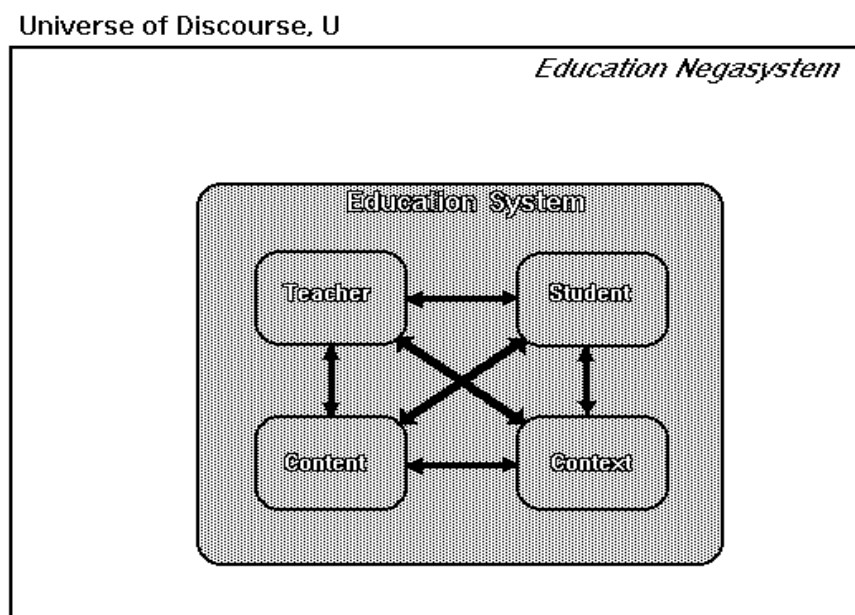 Universe of Discourse, U
Education Negasystem
Education System
Teacher
Student
Content
Context